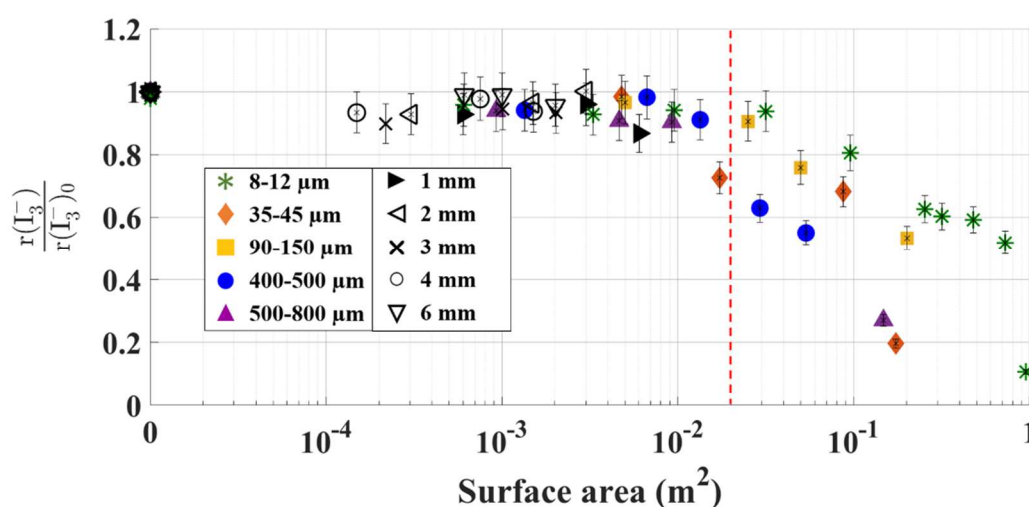 1.2
1
0.8
0.6
0.4
0.2
0
r(I₃⁻)
r(I₃⁻)₀
8-12 µm
35-45 µm
90-150 µm
400-500 µm
500-800 µm
1 mm
2 mm
3 mm
4 mm
6 mm
0 10⁻⁴ 10⁻³ 10⁻² 10⁻¹ 1
Surface area (m²)